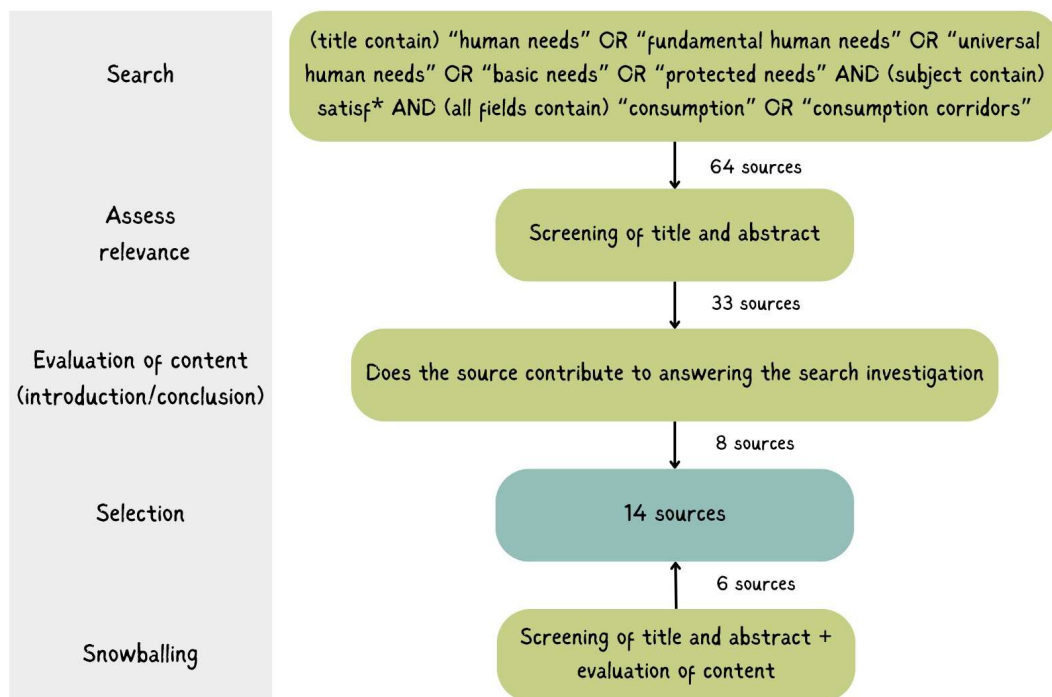 Search
(title contain) “human needs” OR “fundamental human needs” OR “universal
human needs” OR “basic needs” OR “protected needs” AND (subject contain)
satisf* AND (all fields contain) “consumption” OR “consumption corridors”
64 sources
Assess
relevance
Screening of title and abstract
33 sources
Evaluation of content
(introduction/conclusion)
Does the source contribute to answering the search investigation
8 sources
Selection
14 sources
6 sources
Snowballing
Screening of title and abstract +
evaluation of content